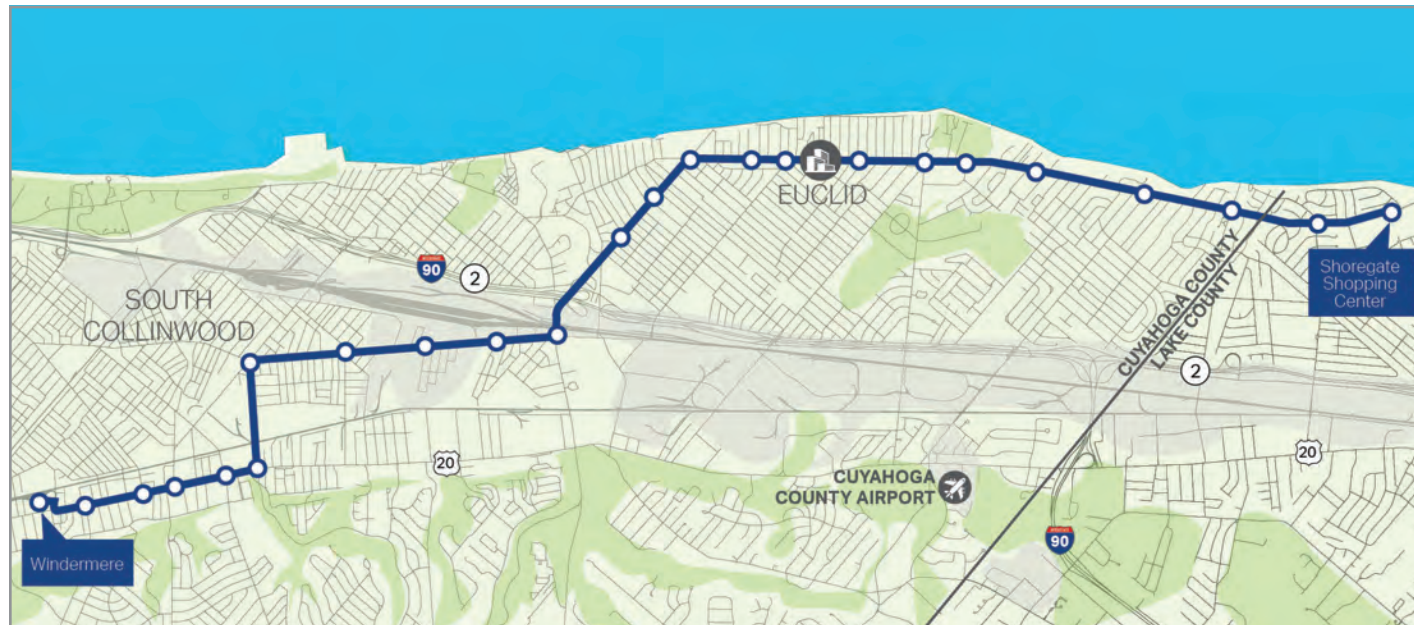 EUCLID
90
2
SOUTH
COLLINWOOD
Shoregate
Shopping
Center
CUYAHOGA COUNTY
LAKE COUNTY
2
20
20
CUYAHOGA
COUNTY AIRPORT
90
Windermere